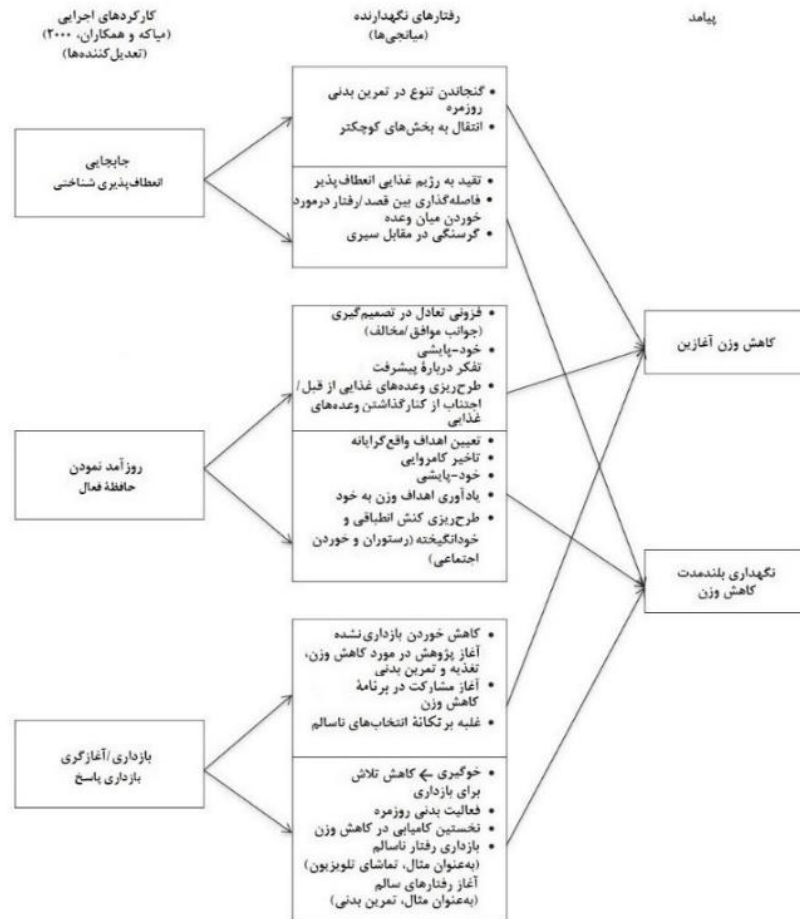 کارکردهای اجرایی
(میاکه و همکاران، ۲۰۰۰)
(تعدیل‌کننده‌ها)
رفتارهای نگهدارنده
(میانجی‌ها)
پیامد
جابجایی
انعطاف‌پذیری شناختی
• گنجاندن تنوع در تمرین بدنی
روزمره
• انتقال به بخش‌های کوچکتر
• تقید به رژیم غذایی انعطاف‌پذیر
• فاصله‌گذاری بین قصد/رفتار درمورد
خوردن میان وعده
• گرسنگی در مقابل سیری
روزآمد نمودن
حافظهٔ فعال
• فزونی تعادل در تصمیم‌گیری
(جوانب موافق/مخالف)
• خود-پایشی
تفکر دربارهٔ پیشرفت
• طرح‌ریزی وعده‌های غذایی از قبل/
اجتناب از کنارگذاشتن وعده‌های
غذایی
• تعیین اهداف واقع‌گرایانه
• تاخیر کامروایی
• خود-پایشی
• یادآوری اهداف وزن به خود
• طرح‌ریزی کنش انطباقی و
خودانگیخته (رستوران و خوردن
اجتماعی)
بازداری/آغازگری
بازداری پاسخ
• کاهش خوردن بازداری‌نشده
آغاز پژوهش در مورد کاهش وزن،
تغذیه و تمرین بدنی
• آغاز مشارکت در برنامهٔ
کاهش وزن
• غلبه بر تکانهٔ انتخاب‌های ناسالم
• خوگیری ← کاهش تلاش
برای بازداری
• فعالیت بدنی روزمره
• نخستین کامیابی در کاهش وزن
• بازداری رفتار ناسالم
(به‌عنوان مثال، تماشای تلویزیون)
آغاز رفتارهای سالم
(به‌عنوان مثال، تمرین بدنی)
کاهش وزن آغازین
نگهداری بلندمدت
کاهش وزن